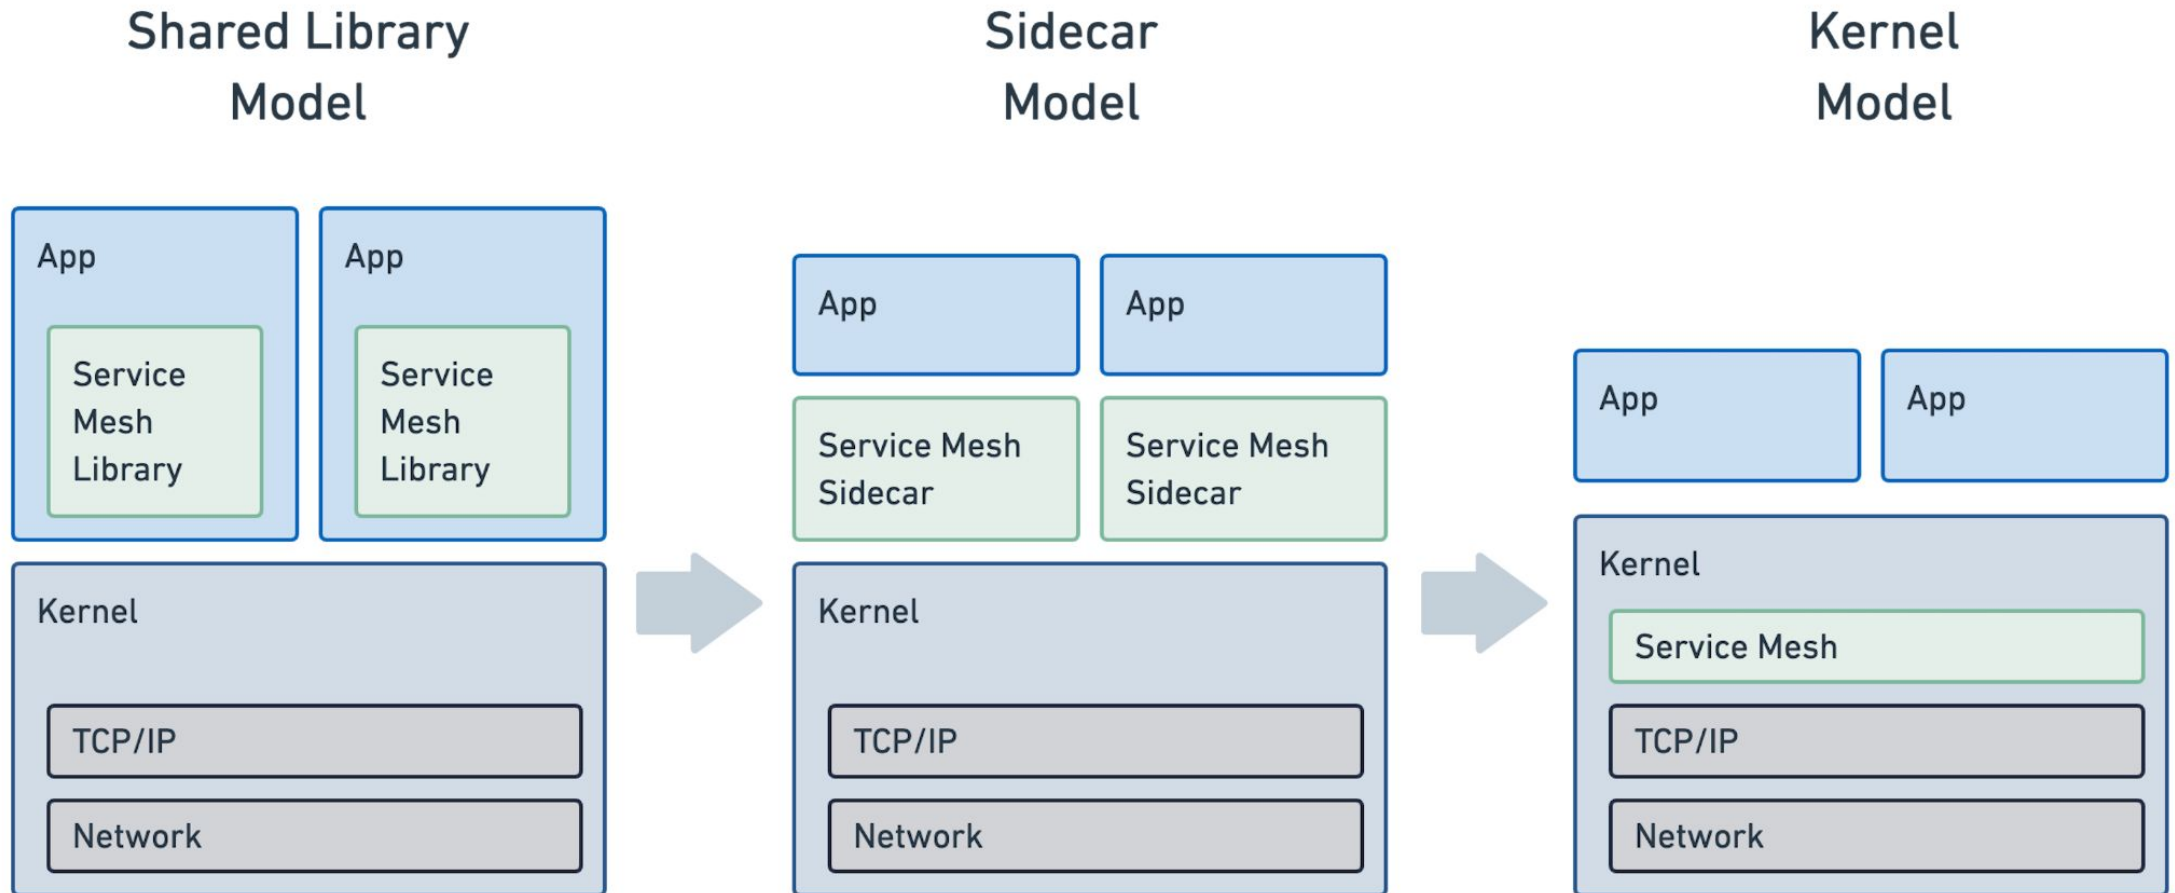 Shared Library
Model
App
Service
Mesh
Library
App
Service
Mesh
Library
Kernel
TCP/IP
Network
Sidecar
Model
App
App
Service Mesh
Sidecar
Service Mesh
Sidecar
Kernel
TCP/IP
Network
Kernel
Model
App
App
Kernel
Service Mesh
TCP/IP
Network